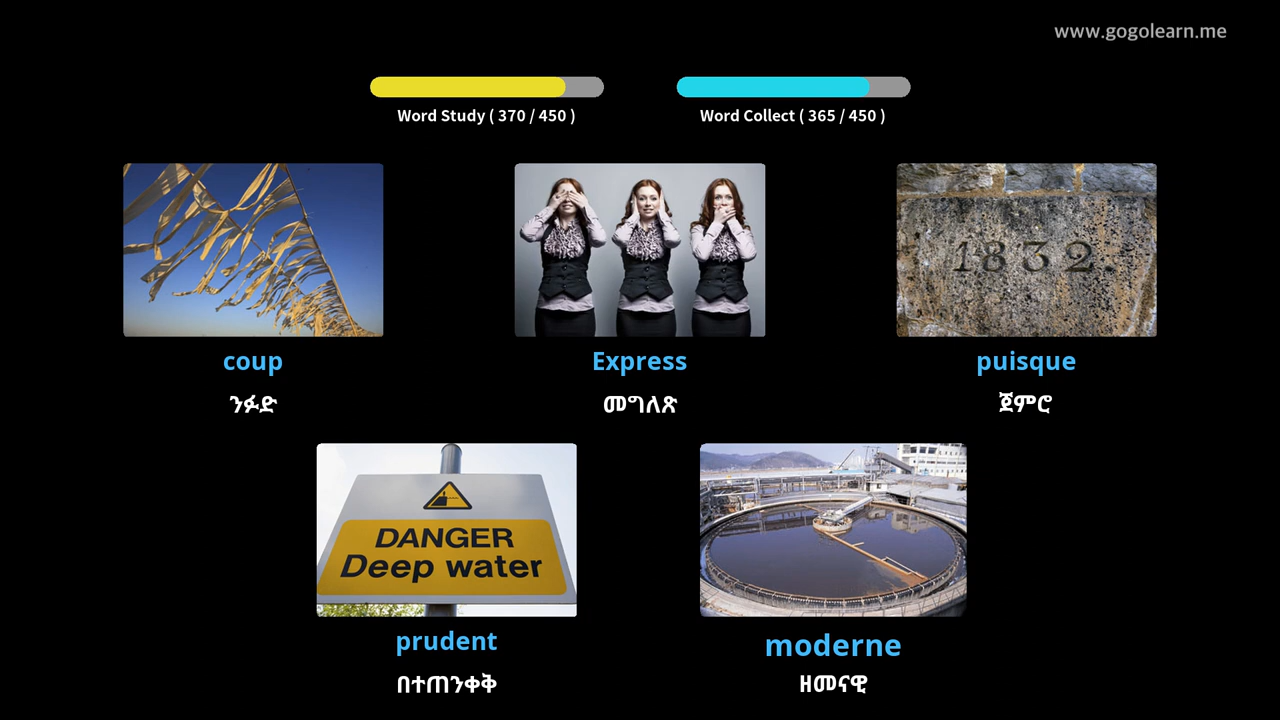 www.gogolearn.me
Word Study ( 370 / 450 )
Word Collect ( 365 / 450 )
1832.
coup
Express
puisque
ንፉድ
መግለጽ
ጀምሮ
DANGER
Deep water
prudent
moderne
በተጠንቀቅ
ዘመናዊ